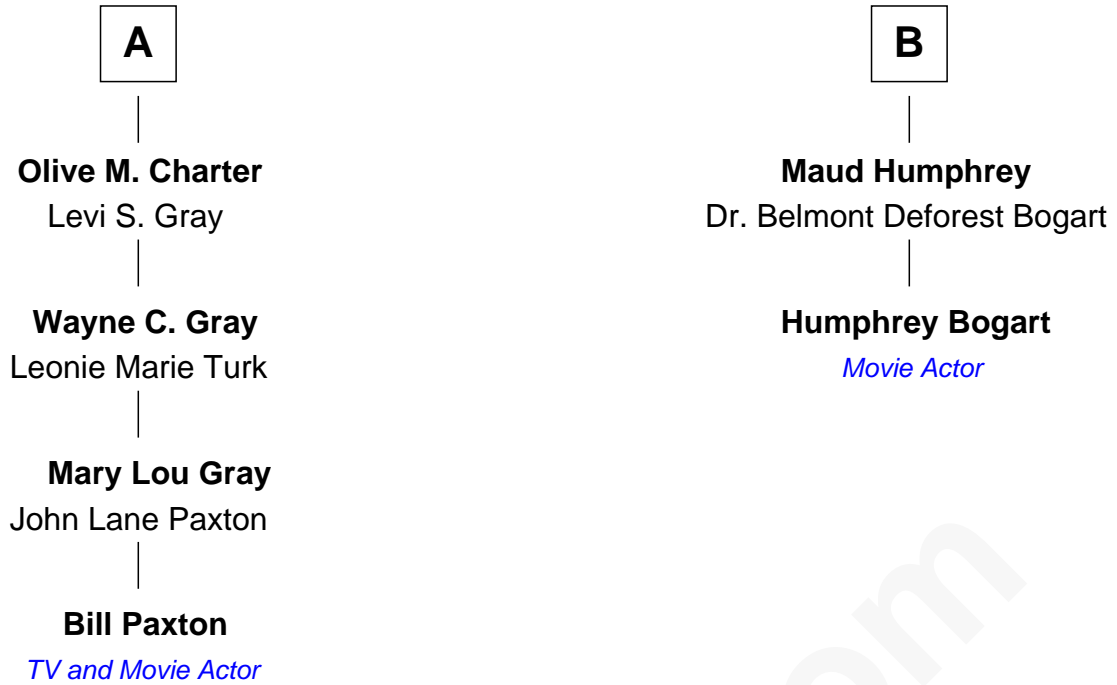 A
Olive M. Charter
Levi S. Gray
Wayne C. Gray
Leonie Marie Turk
Mary Lou Gray
John Lane Paxton
Bill Paxton
TV and Movie Actor
B
Maud Humphrey
Dr. Belmont Deforest Bogart
Humphrey Bogart
Movie Actor
om